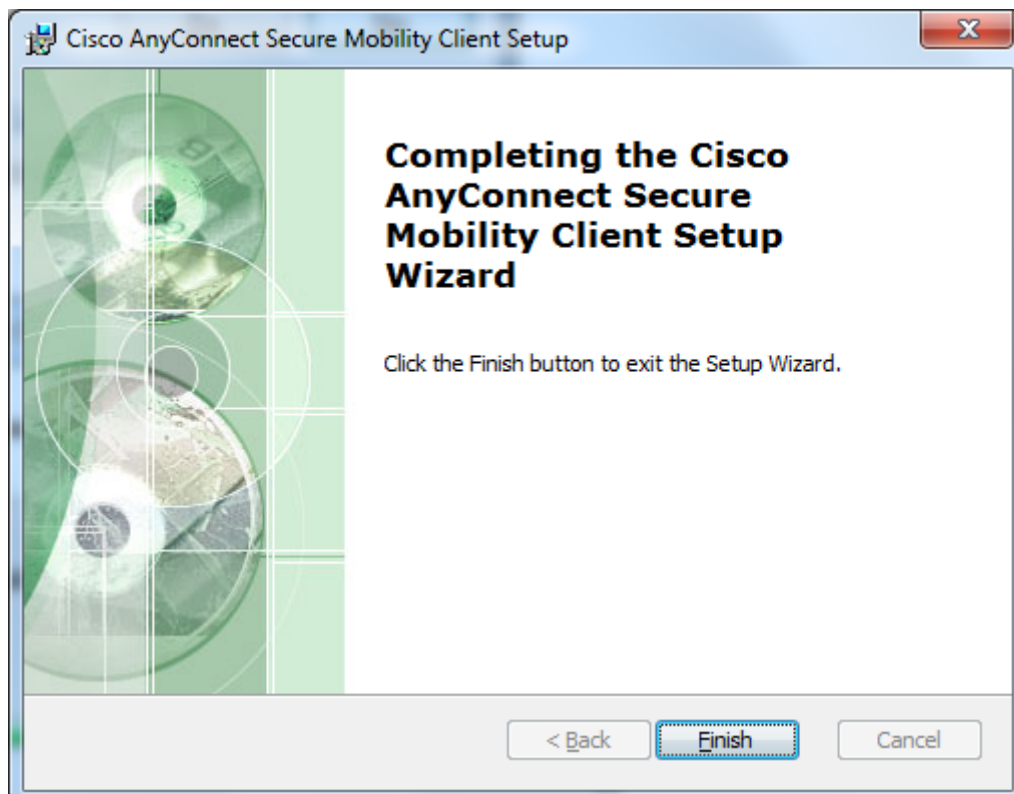 Cisco AnyConnect Secure Mobility Client Setup
Completing the Cisco
AnyConnect Secure
Mobility Client Setup
Wizard
Click the Finish button to exit the Setup Wizard.
< Back
Finish
Cancel